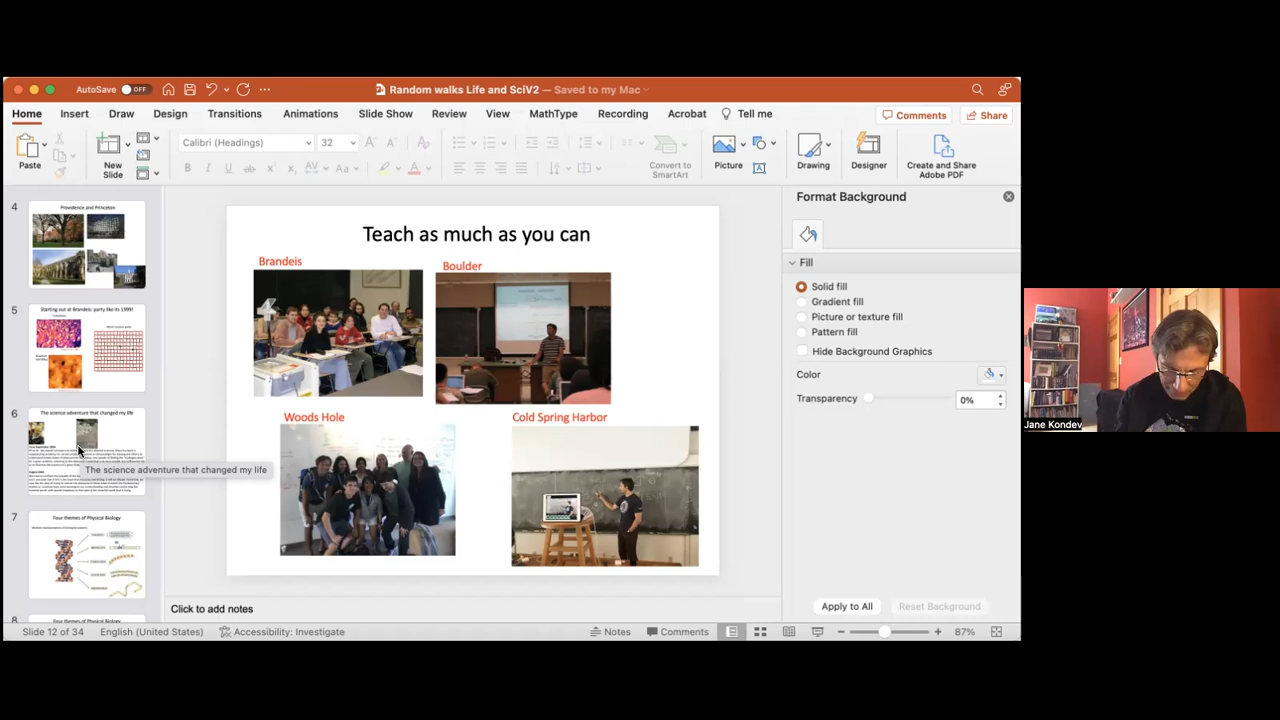 AutoSave OFF
Random walks Life and SciV2 — Saved to my Mac
Home Insert Draw Design Transitions Animations Slide Show Review View MathType Recording Acrobat Tell me
Comments Share
Paste
New Slide
Calibri (Headings) 32
Convert to SmartArt
Picture
Drawing
Designer
Create and Share Adobe PDF
4
Providence and Princeton
5
Starting out at Brandeis: party like its 1999!
6
The science adventure that changed my life
The science adventure that changed my life
7
Four themes of Physical Biology
8
Four themes of Physical Biology
Teach as much as you can
Brandeis
Boulder
Woods Hole
Cold Spring Harbor
Click to add notes
Format Background
Fill
Solid fill
Gradient fill
Picture or texture fill
Pattern fill
Hide Background Graphics
Color
Transparency 0%
Apply to All Reset Background
Slide 12 of 34 English (United States) Accessibility: Investigate Notes Comments 87%
Jane Kondev